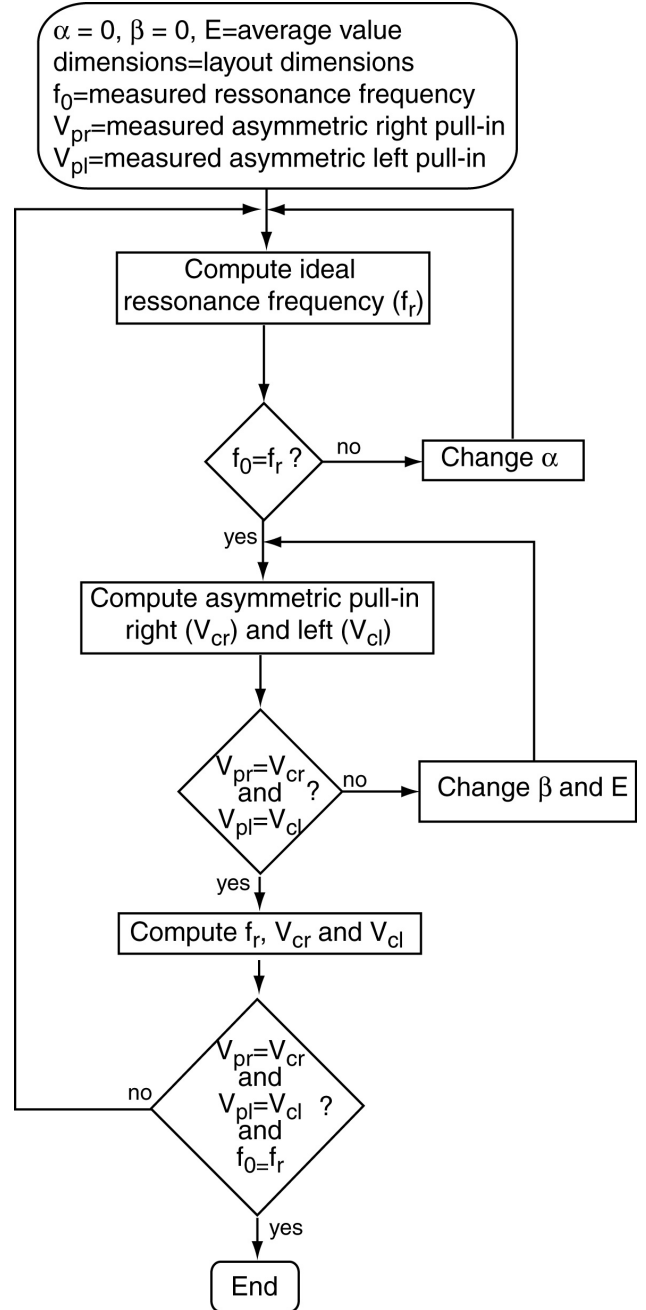 α = 0, β = 0, E=average value
dimensions=layout dimensions
f0=measured ressonance frequency
Vpr=measured asymmetric right pull-in
Vpl=measured asymmetric left pull-in
Compute ideal
ressonance frequency (fr)
f0=fr ?
no
Change α
yes
Compute asymmetric pull-in
right (Vcr) and left (Vcl)
Vpr=Vcr
and ?
Vpl=Vcl
no
Change β and E
yes
Compute fr, Vcr and Vcl
Vpr=Vcr
and
Vpl=Vcl ?
and
f0=fr
no
yes
End